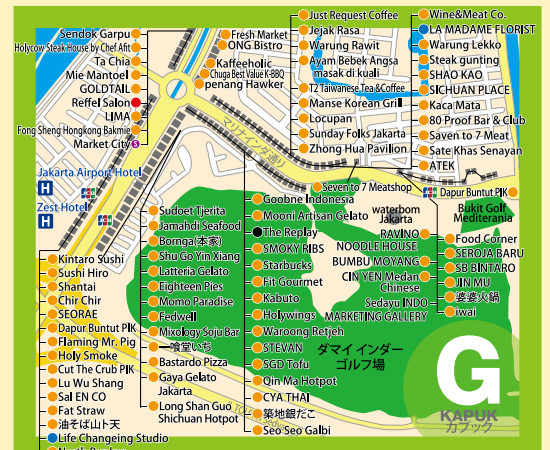 Sendok Garpu
Holycow Steak House by Chef Afit
Ta Chia
Mie Mantoel
GOLDTAIL
Reffel Salon
LIMA
Fong Sheng Hongkong Bakmie
Market City
S
Fresh Market
ONG Bistro
Kaffeeholic
Chuga Best Value K-BBQ
penang Hawker
Just Request Coffee
Jejak Rasa
Warung Rawit
Ayam Bebek Angsa
masak di kuali
T2 Taiwanese Tea &Coffee
Manse Korean Grill
Locupan
Sunday Folks Jakarta
Zhong Hua Pavilion
Wine&Meat Co.
LA MADAME FLORIST
Warung Lekko
Steak gunting
SHAO KAO
SICHUAN PLACE
Kaca Mata
80 Proof Bar & Club
Saven to 7 Meat
Sate Khas Senayan
ATEK
マリナインダ通り
Jakarta Airport Hotel
H
JCB
Zest Hotel
H
JCB
Seven to 7 Meatshop
JCB
Dapur Buntut PIK
Bukit Golf
Mediterania
waterbom
Jakarta
Sudoet Tjerita
Jamahdi Seafood
Bornga(本家)
Shu Guo Yin Xiang
Latteria Gelato
Eighteen Pies
Momo Paradise
Fedwell
Mixology Soju Bar
一喰堂いち
Bastardo Pizza
Gaya Gelato
Jakarta
Long Shan Guo
Shichuan Hotpot
Goobne Indonesia
Mooni Artisan Gelato
The Replay
SMOKY RIBS
Starbucks
Fit Gourmet
Kabuto
Holywings
Waroong Retjeh
STEVAN
SGD Tofu
Qin Ma Hotpot
CYA THAI
築地銀だこ
Seo Seo Galbi
RAVINO
NOODLE HOUSE
BUMBU MOYANG
CIN YEN Medan
Chinese
Sedayu INDO
MARKETING GALLERY
Food Corner
SEROJA BARU
SB BINTARO
JIN MU
婆婆火鍋
iwai
Kintaro Sushi
Sushi Hiro
Shantai
Chir Chir
SEORAE
Dapur Buntut PIK
Flaming Mr. Pig
Holy Smoke
Cut The Crub PIK
Lu Wu Shang
Sal EN CO
Fat Straw
油そば山ト天
Life Changeing Studio
ダマイ インダー
ゴルフ場
G
KAPUK
カプック